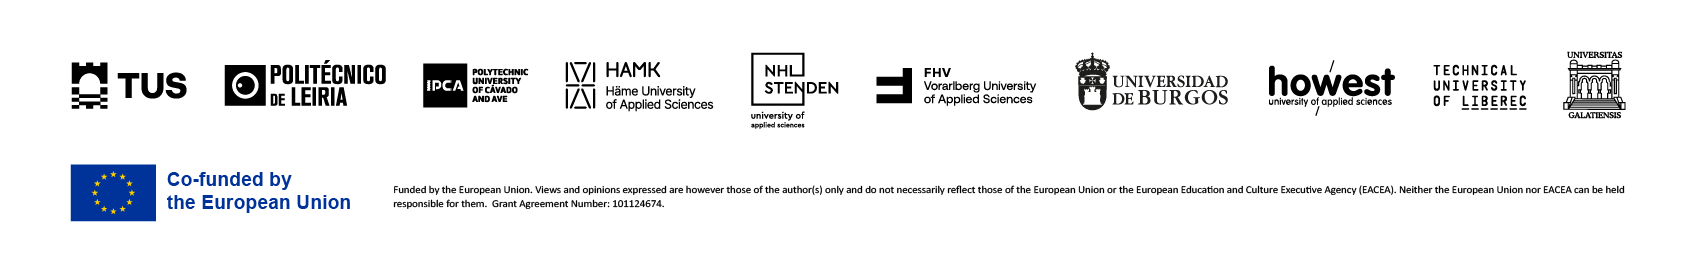 TUS
POLITÉCNICO
DE LEIRIA
IPCA
POLYTECHNIC
UNIVERSITY
OF CÁVADO
AND AVE
HAMK
Häme University
of Applied Sciences
NHL
STENDEN
university of
applied sciences
FHV
Vorarlberg University
of Applied Sciences
UNIVERSIDAD
DE BURGOS
howest
university of applied sciences
TECHNICAL
UNIVERSITY
OF LIBEREC
UNIVERSITAS
GALATIENSIS
Co-funded by
the European Union
Funded by the European Union. Views and opinions expressed are however those of the author(s) only and do not necessarily reflect those of the European Union or the European Education and Culture Executive Agency (EACEA). Neither the European Union nor EACEA can be held
responsible for them. Grant Agreement Number: 101124674.